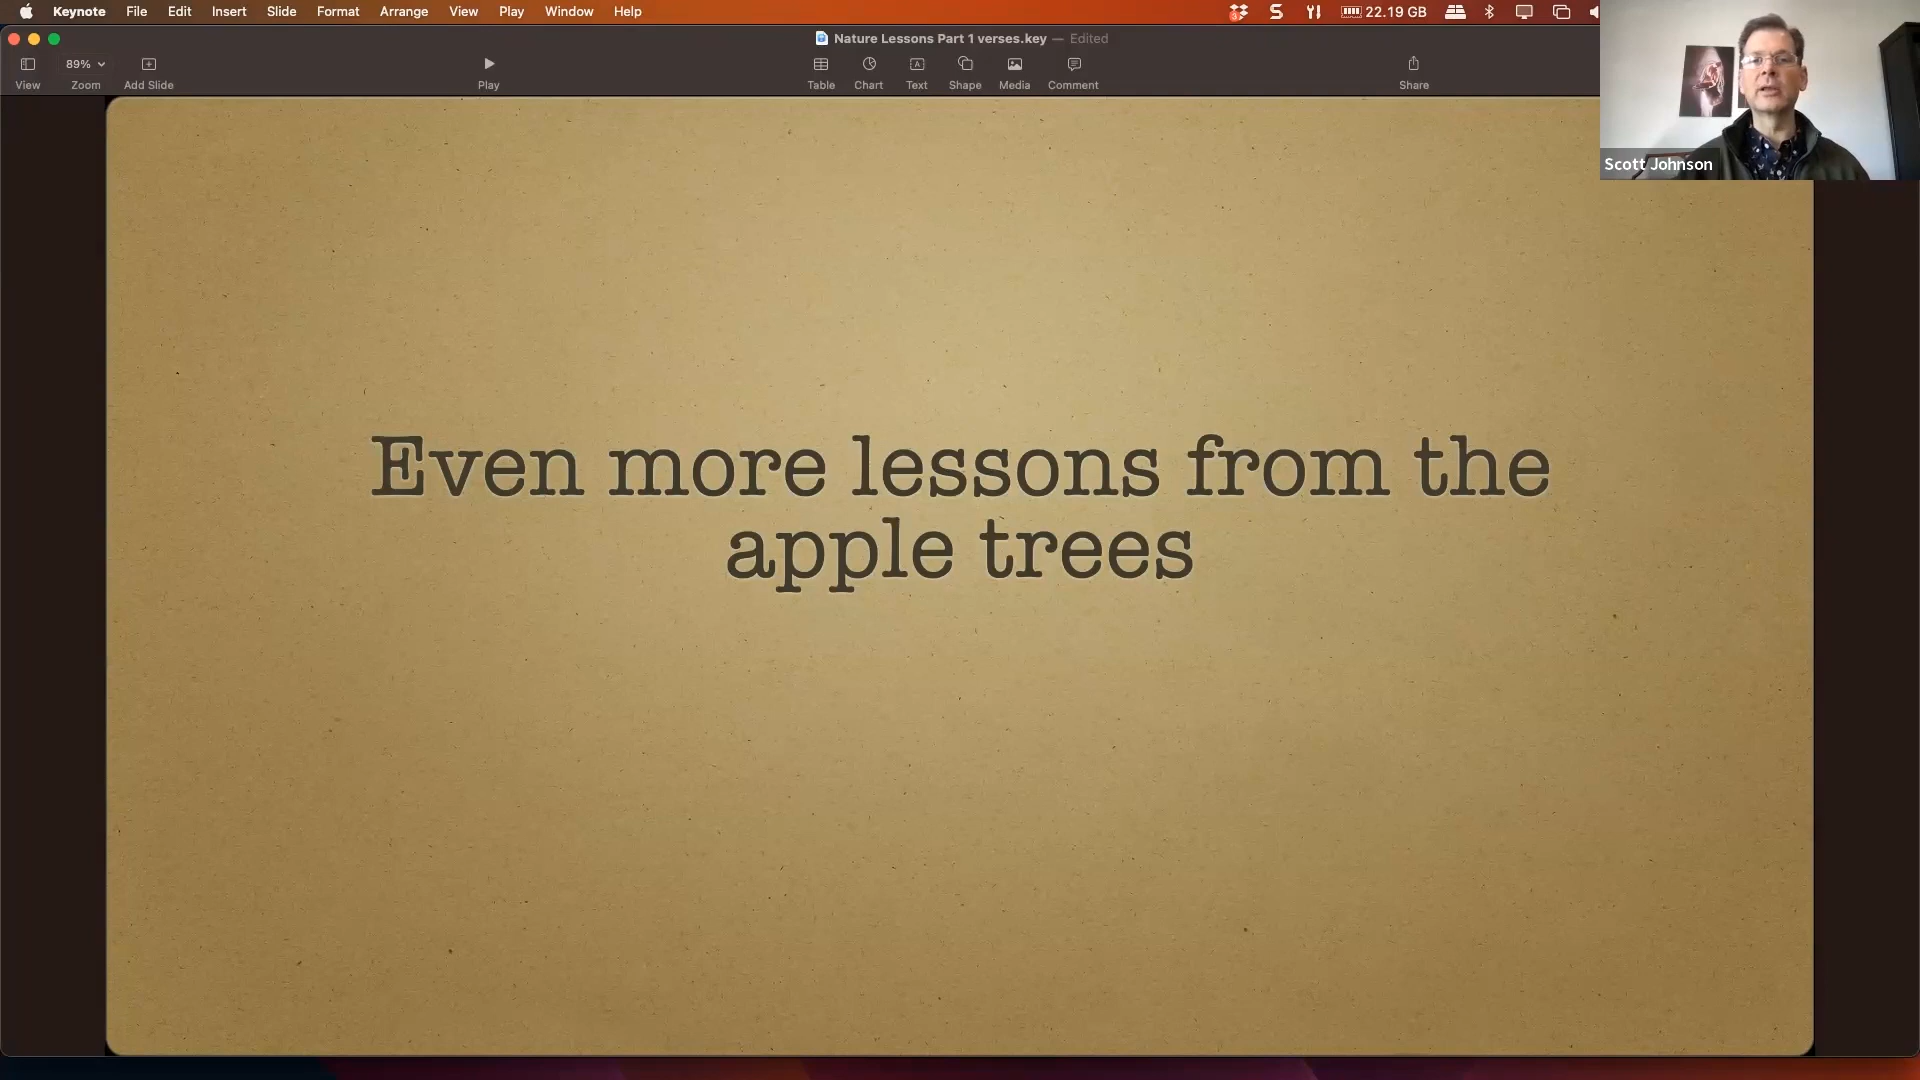 Keynote File Edit Insert Slide Format Arrange View Play Window Help 22.19 GB
Nature Lessons Part 1 verses.key — Edited
89%
View Zoom Add Slide Play Table Chart Text Shape Media Comment Share
Scott Johnson
Even more lessons from the
apple trees